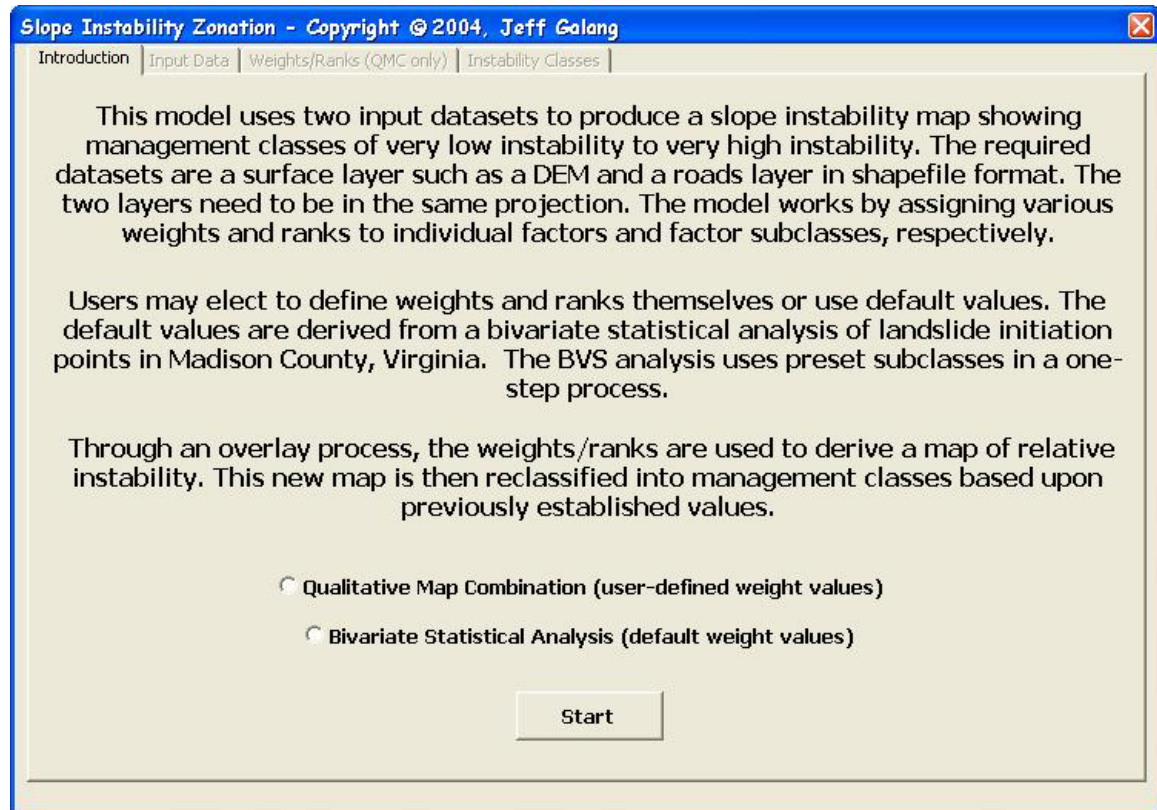 Slope Instability Zonation - Copyright © 2004, Jeff Galang
Introduction Input Data Weights/Ranks (QMC only) Instability Classes
This model uses two input datasets to produce a slope instability map showing
management classes of very low instability to very high instability. The required
datasets are a surface layer such as a DEM and a roads layer in shapefile format. The
two layers need to be in the same projection. The model works by assigning various
weights and ranks to individual factors and factor subclasses, respectively.
Users may elect to define weights and ranks themselves or use default values. The
default values are derived from a bivariate statistical analysis of landslide initiation
points in Madison County, Virginia. The BVS analysis uses preset subclasses in a one-
step process.
Through an overlay process, the weights/ranks are used to derive a map of relative
instability. This new map is then reclassified into management classes based upon
previously established values.
Qualitative Map Combination (user-defined weight values)
Bivariate Statistical Analysis (default weight values)
Start